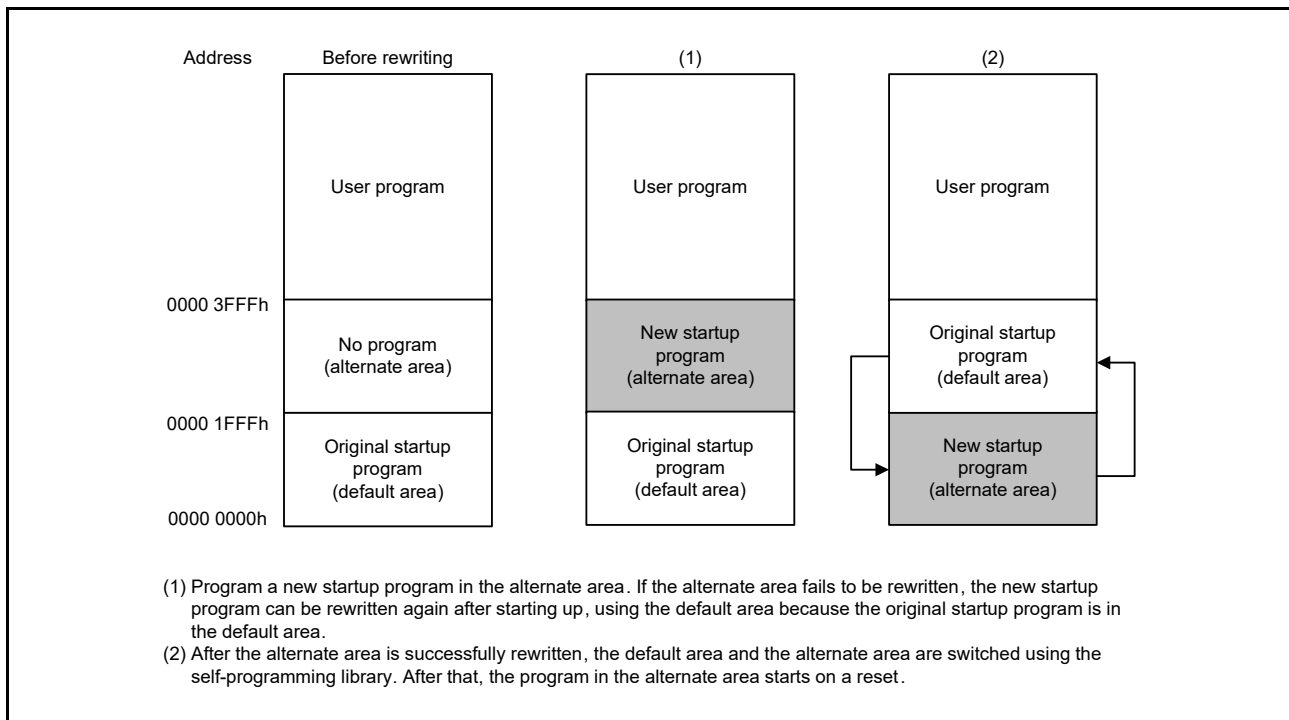 Address
Before rewriting
(1)
(2)
User program
User program
User program
0000 3FFFh
No program
(alternate area)
New startup
program
(alternate area)
Original startup
program
(default area)
0000 1FFFh
Original startup
program
(default area)
Original startup
program
(default area)
New startup
program
(alternate area)
0000 0000h
(1) Program a new startup program in the alternate area. If the alternate area fails to be rewritten, the new startup
program can be rewritten again after starting up, using the default area because the original startup program is in
the default area.
(2) After the alternate area is successfully rewritten, the default area and the alternate area are switched using the
self-programming library. After that, the program in the alternate area starts on a reset.